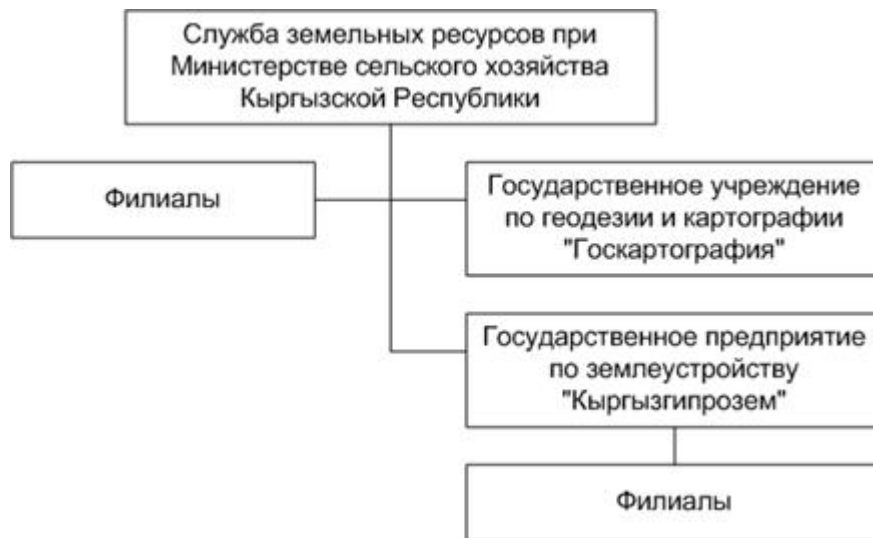 Служба земельных ресурсов при
Министерстве сельского хозяйства
Кыргызской Республики
Филиалы
Государственное учреждение
по геодезии и картографии
"Госкартография"
Государственное предприятие
по землеустройству
"Кыргызгипрозем"
Филиалы